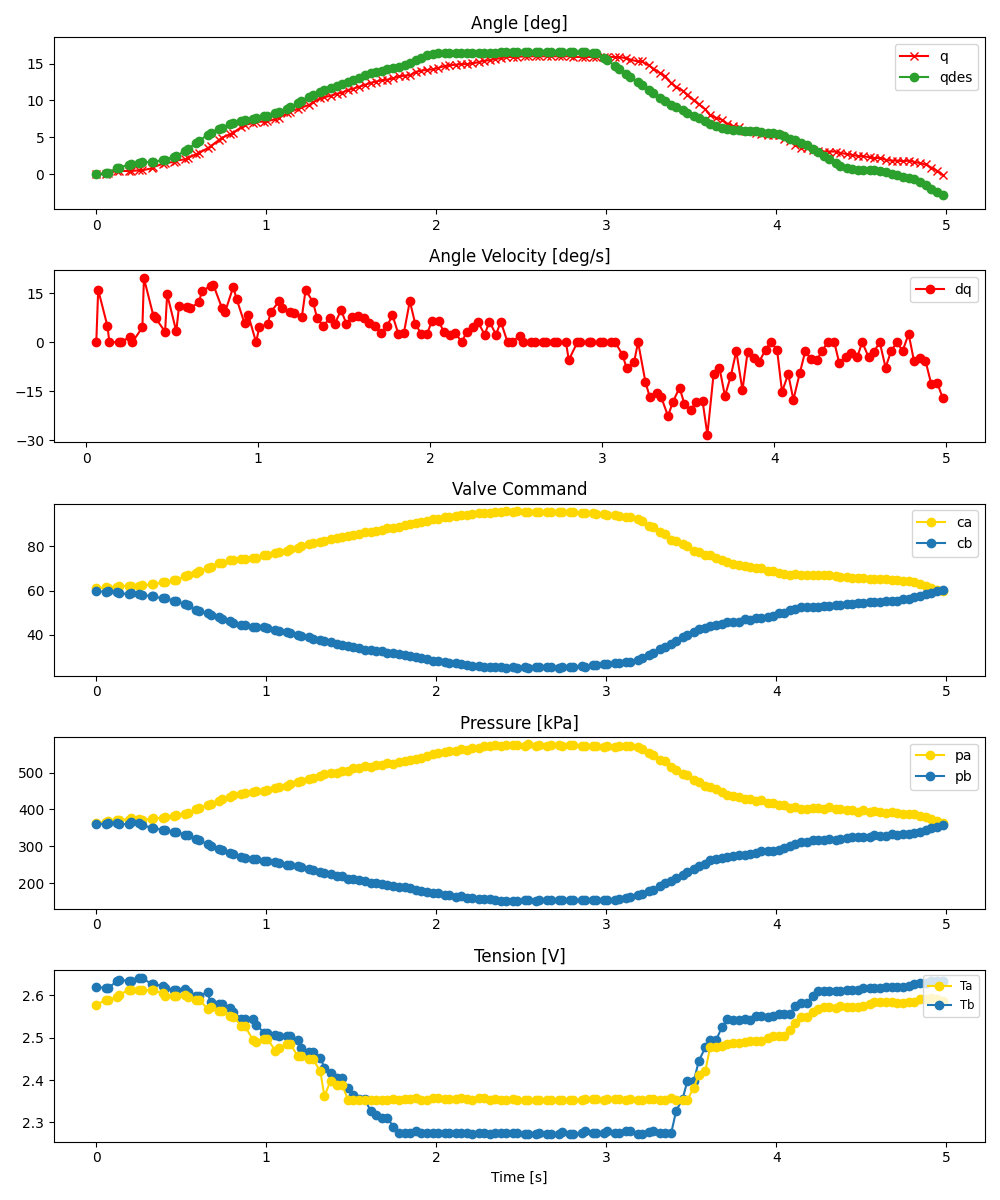 Angle [deg]
15
10
5
0
q
qdes
0 1 2 3 4 5
Angle Velocity [deg/s]
15
0
−15
−30
dq
0 1 2 3 4 5
Valve Command
80
60
40
ca
cb
0 1 2 3 4 5
Pressure [kPa]
500
400
300
200
pa
pb
0 1 2 3 4 5
Tension [V]
2.6
2.5
2.4
2.3
Ta
Tb
0 1 2 3 4 5
Time [s]